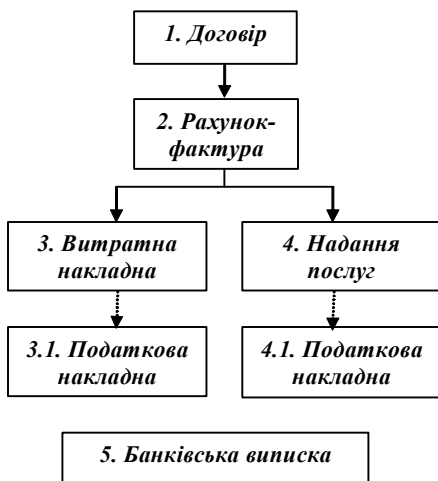 1. Договір
2. Рахунок-
фактура
3. Витратна
накладна
4. Надання
послуг
3.1. Податкова
накладна
4.1. Податкова
накладна
5. Банківська виписка